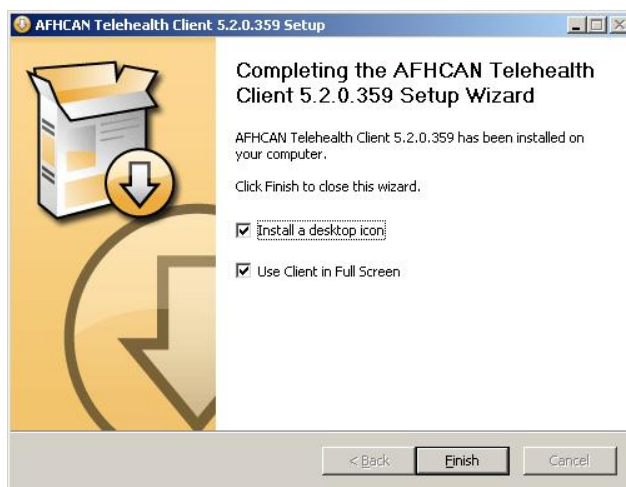 AFHCAN Telehealth Client 5.2.0.359 Setup
Completing the AFHCAN Telehealth
Client 5.2.0.359 Setup Wizard
AFHCAN Telehealth Client 5.2.0.359 has been installed on
your computer.
Click Finish to close this wizard.
Install a desktop icon
Use Client in Full Screen
< Back Finish Cancel